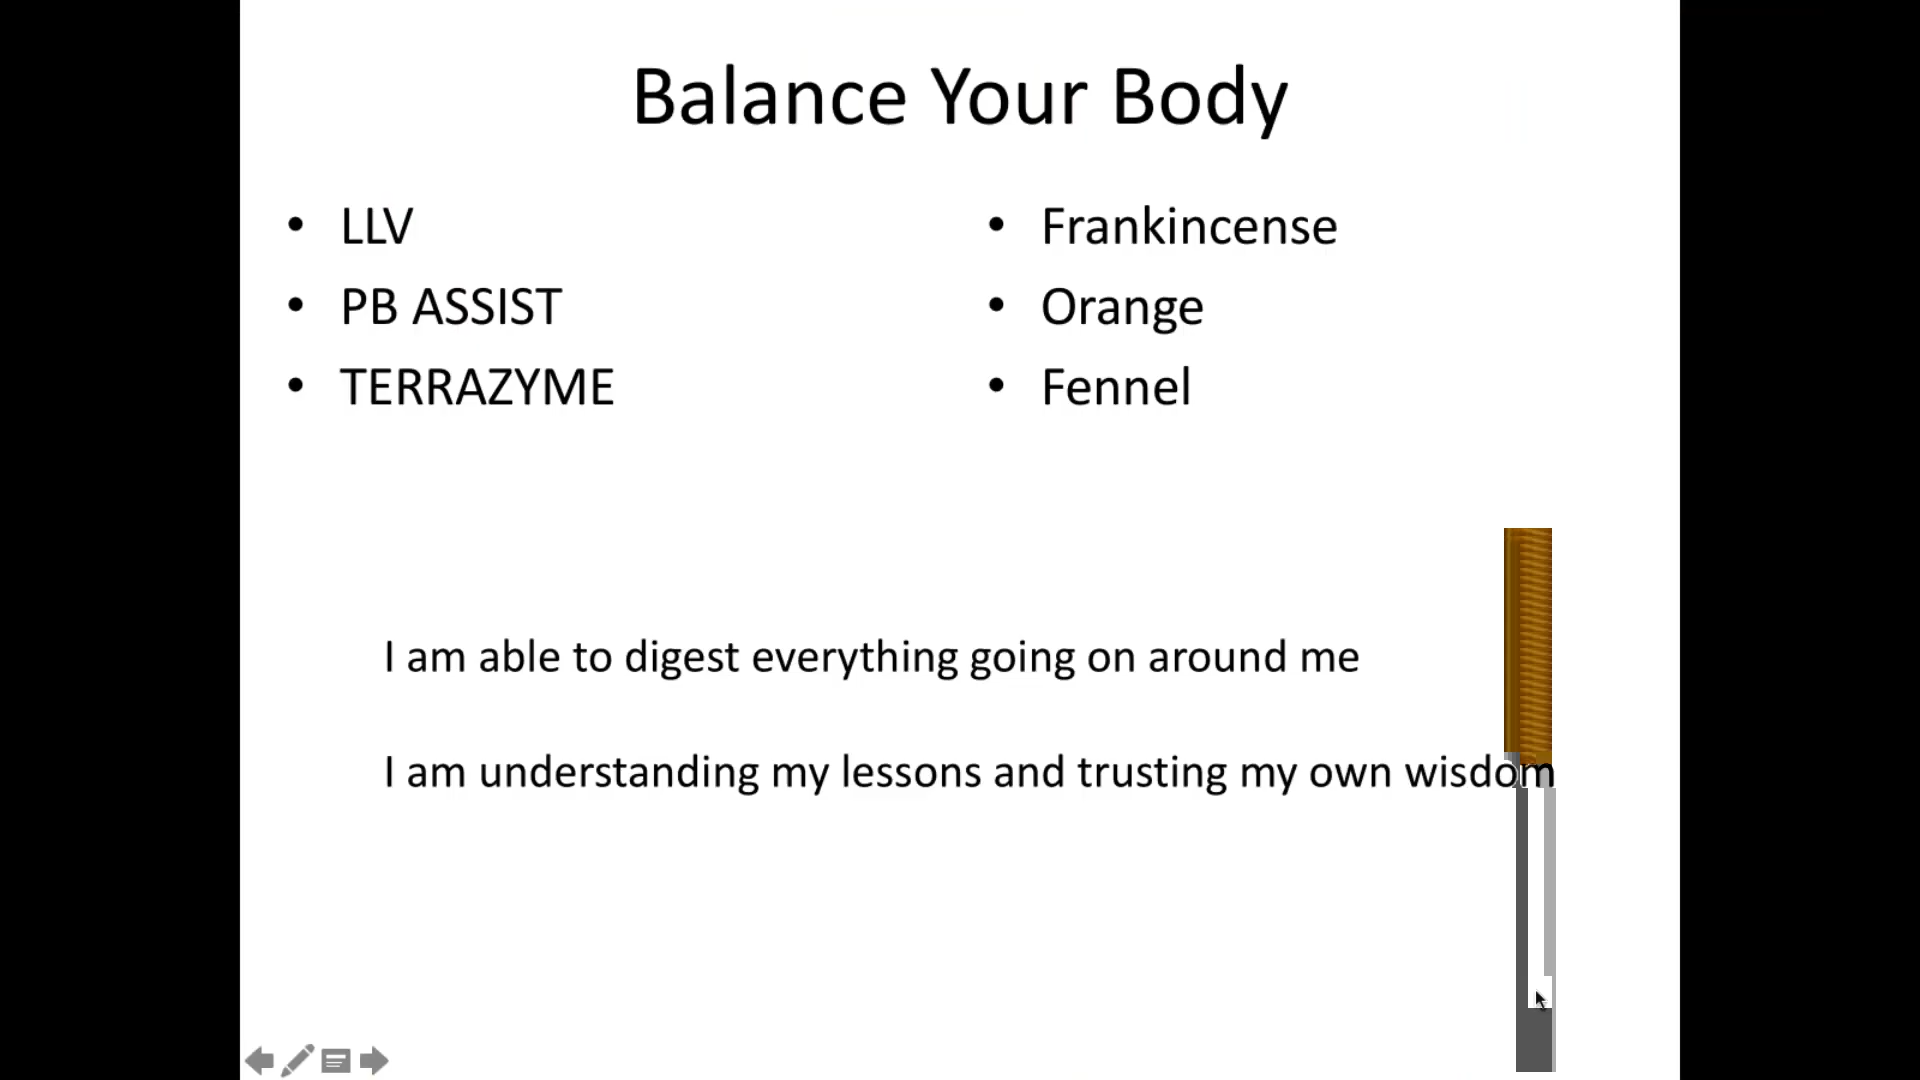 Balance Your Body
• LLV
• PB ASSIST
• TERRAZYME
• Frankincense
• Orange
• Fennel
I am able to digest everything going on around me
I am understanding my lessons and trusting my own wisdom